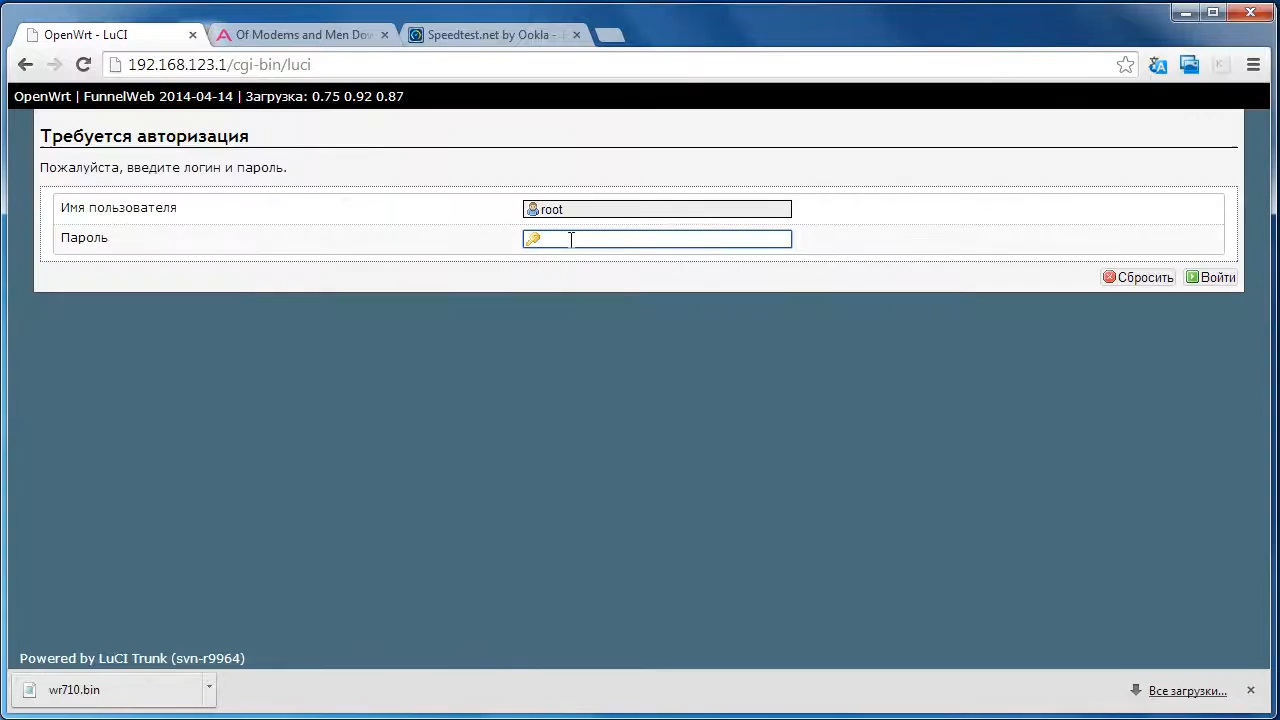 OpenWrt - LuCI
Of Modems and Men Dov
Speedtest.net by Ookla -
192.168.123.1/cgi-bin/luci
OpenWrt | FunnelWeb 2014-04-14 | Загрузка: 0.75 0.92 0.87
Требуется авторизация
Пожалуйста, введите логин и пароль.
Имя пользователя
root
Пароль
Сбросить
Войти
Powered by LuCI Trunk (svn-r9964)
wr710.bin
Все загрузки...